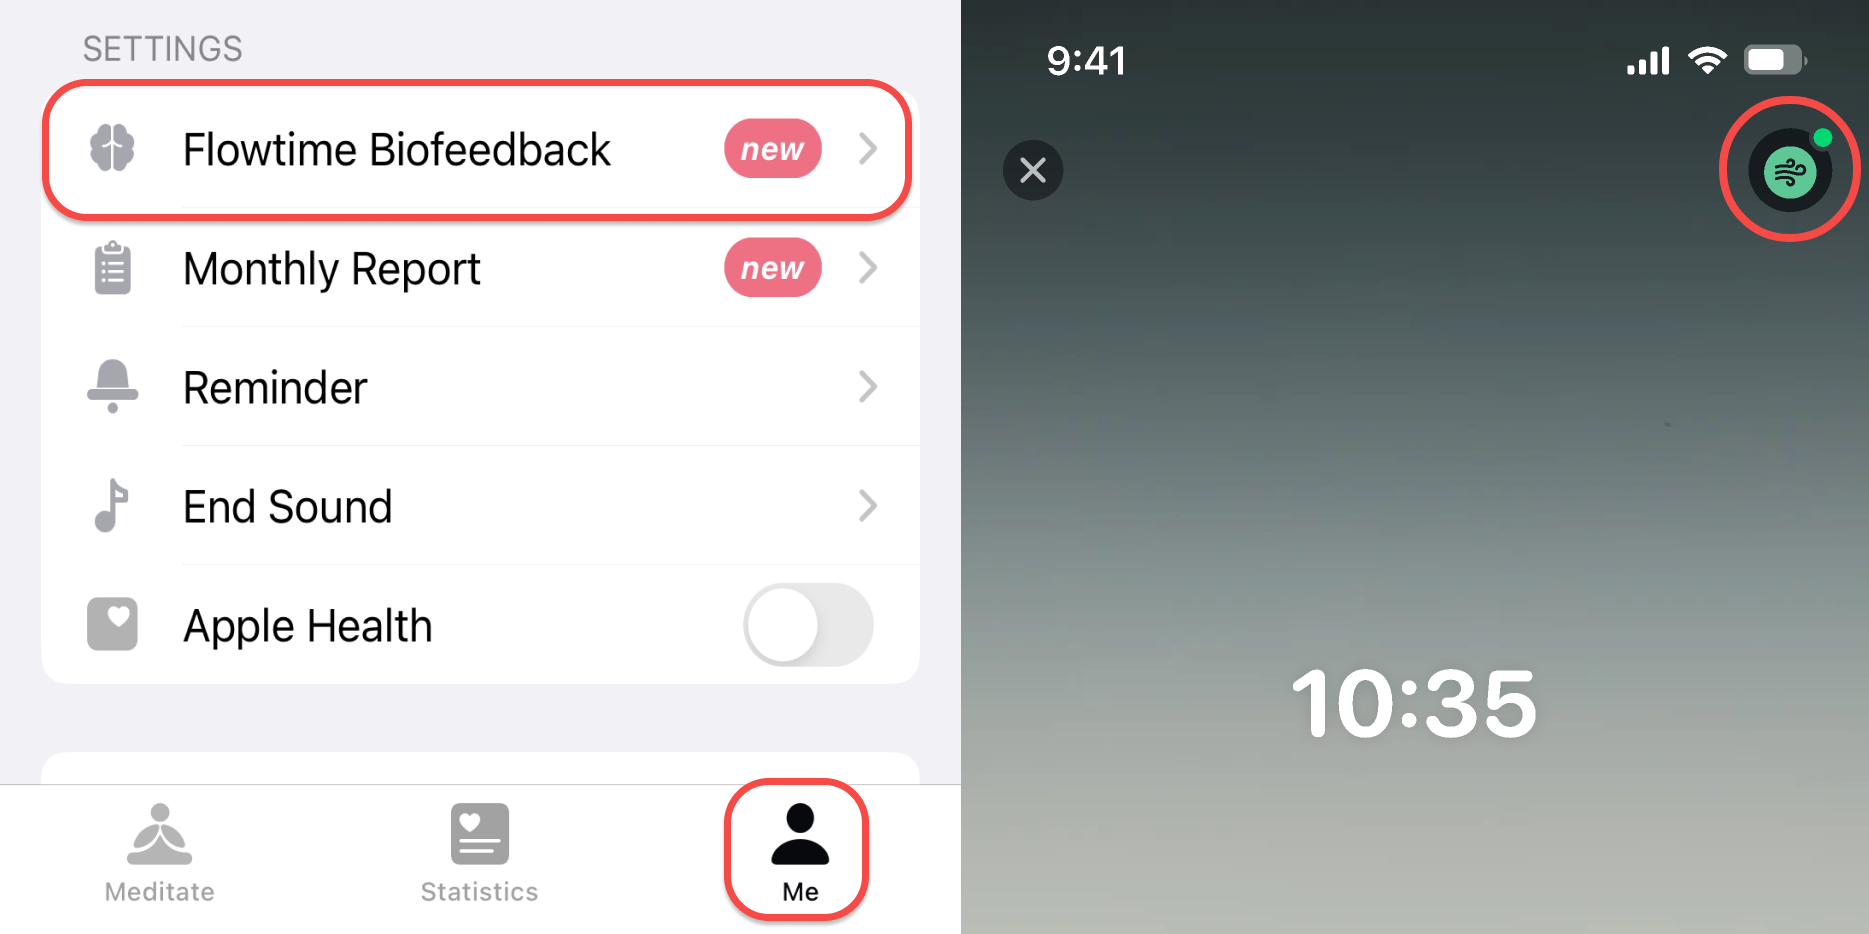 SETTINGS
Flowtime Biofeedback new
Monthly Report new
Reminder
End Sound
Apple Health
Meditate Statistics Me
9:41
10:35